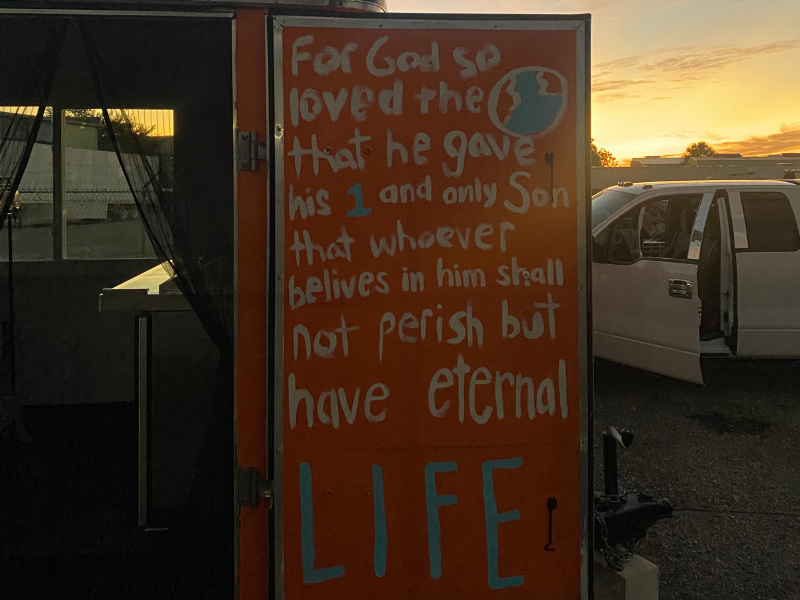 For God so
loved the
that he gave
his 1 and only Son
that whoever
belives in him shall
not perish but
have eternal
LIFE